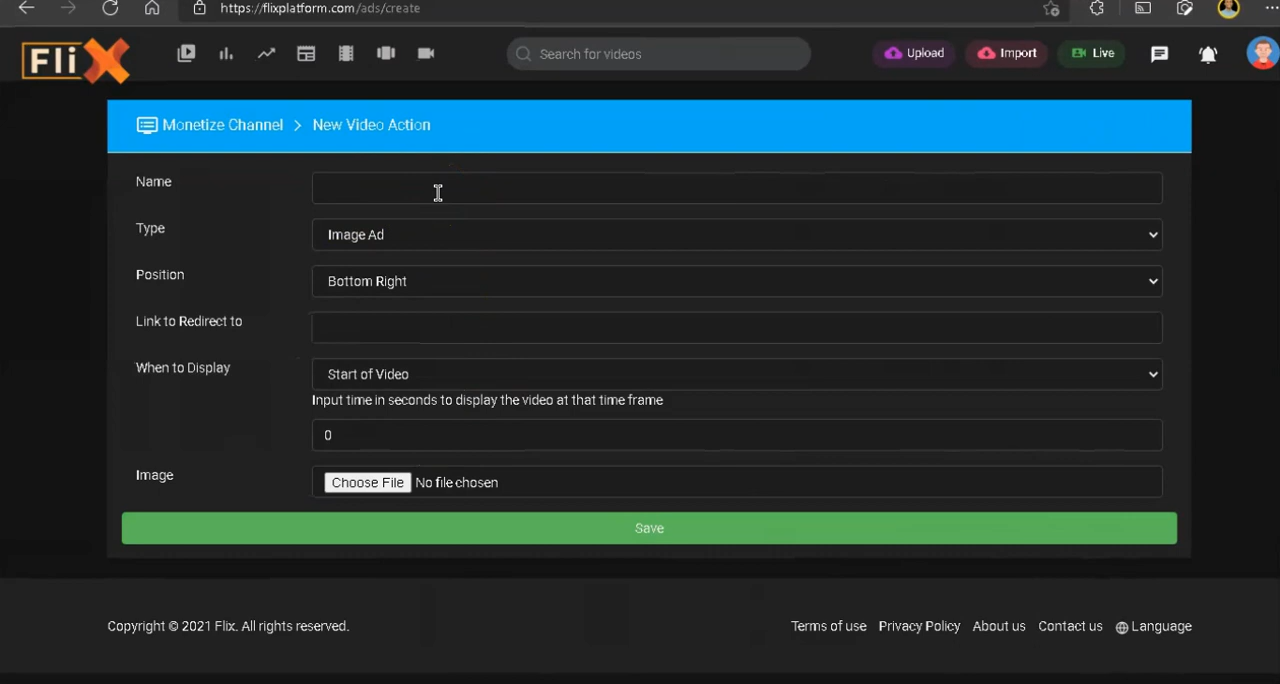 https://flixplatform.com/ads/create
FliX
Search for videos
Upload
Import
Live
Monetize Channel > New Video Action
Name
Type
Image Ad
Position
Bottom Right
Link to Redirect to
When to Display
Start of Video
Input time in seconds to display the video at that time frame
0
Image
Choose File No file chosen
Save
Copyright © 2021 Flix. All rights reserved.
Terms of use Privacy Policy About us Contact us Language